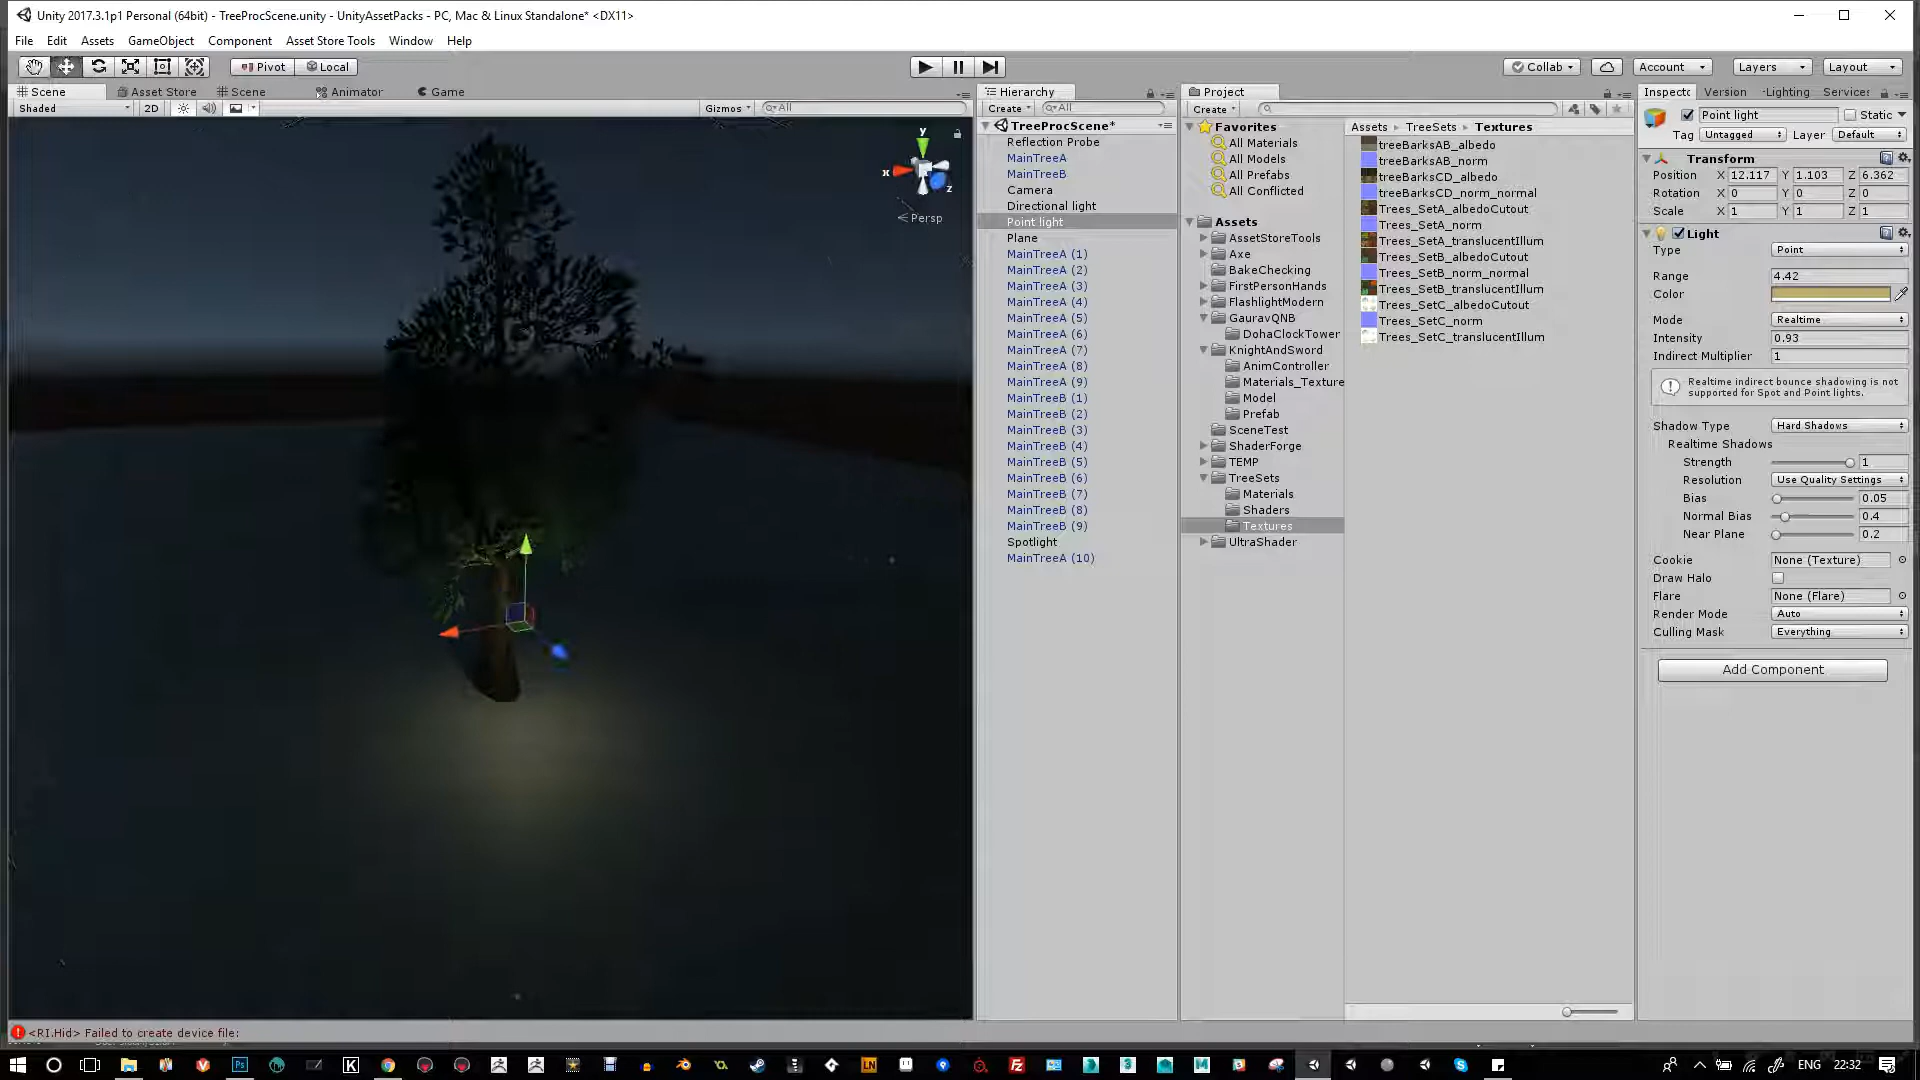 Unity 2017.3.1p1 Personal (64bit) - TreeProcScene.unity - UnityAssetPacks - PC, Mac & Linux Standalone* <DX11>
File Edit Assets GameObject Component Asset Store Tools Window Help
Pivot Local Collab Account Layers Layout
Scene Asset Store Scene Animator Game
Shaded 2D Gizmos All
y
x
z
Persp
Hierarchy
Create All
TreeProcScene*
Reflection Probe
MainTreeA
MainTreeB
Camera
Directional light
Point light
Plane
MainTreeA (1)
MainTreeA (2)
MainTreeA (3)
MainTreeA (4)
MainTreeA (5)
MainTreeA (6)
MainTreeA (7)
MainTreeA (8)
MainTreeA (9)
MainTreeB (1)
MainTreeB (2)
MainTreeB (3)
MainTreeB (4)
MainTreeB (5)
MainTreeB (6)
MainTreeB (7)
MainTreeB (8)
MainTreeB (9)
Spotlight
MainTreeA (10)
Project
Create
Favorites
All Materials
All Models
All Prefabs
All Conflicted
Assets
AssetStoreTools
Axe
BakeChecking
FirstPersonHands
FlashlightModern
GauravQNB
DohaClockTower
KnightAndSword
AnimController
Materials_Texture
Model
Prefab
SceneTest
ShaderForge
TEMP
TreeSets
Materials
Shaders
Textures
UltraShader
Assets TreeSets Textures
treeBarksAB_albedo
treeBarksAB_norm
treeBarksCD_albedo
treeBarksCD_norm_normal
Trees_SetA_albedoCutout
Trees_SetA_norm
Trees_SetA_translucentIllum
Trees_SetB_albedoCutout
Trees_SetB_norm_normal
Trees_SetB_translucentIllum
Trees_SetC_albedoCutout
Trees_SetC_norm
Trees_SetC_translucentIllum
Inspecto Version Lighting Services
Point light Static
Tag Untagged Layer Default
Transform
Position X 12.117 Y 1.103 Z 6.362
Rotation X 0 Y 0 Z 0
Scale X 1 Y 1 Z 1
Light
Type Point
Range 4.42
Color
Mode Realtime
Intensity 0.93
Indirect Multiplier 1
Realtime indirect bounce shadowing is not
supported for Spot and Point lights.
Shadow Type Hard Shadows
Realtime Shadows
Strength 1
Resolution Use Quality Settings
Bias 0.05
Normal Bias 0.4
Near Plane 0.2
Cookie None (Texture)
Draw Halo
Flare None (Flare)
Render Mode Auto
Culling Mask Everything
Add Component
<RI.Hid> Failed to create device file:
ENG 22:32